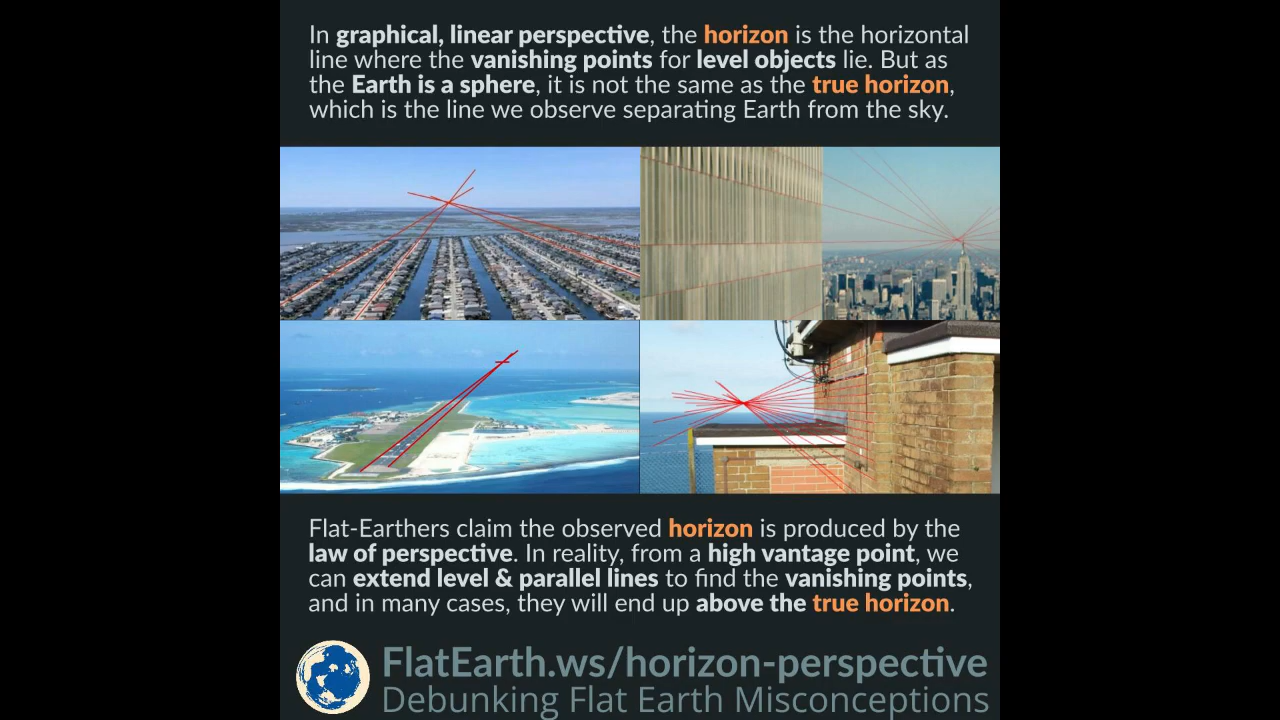 In graphical, linear perspective, the horizon is the horizontal
line where the vanishing points for level objects lie. But as
the Earth is a sphere, it is not the same as the true horizon,
which is the line we observe separating Earth from the sky.
Flat-Earthers claim the observed horizon is produced by the
law of perspective. In reality, from a high vantage point, we
can extend level & parallel lines to find the vanishing points,
and in many cases, they will end up above the true horizon.
FlatEarth.ws/horizon-perspective
Debunking Flat Earth Misconceptions